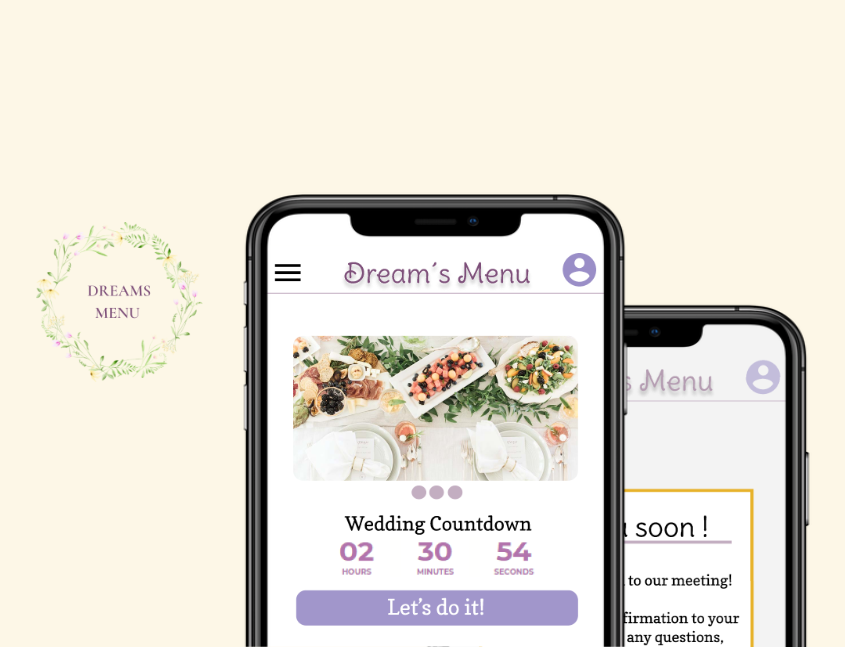 DREAMS
MENU
Dream´s Menu
Wedding Countdown
02 30 54
HOURS MINUTES SECONDS
Let's do it!
Menu
soon !
to our meeting!
to your
any questions,